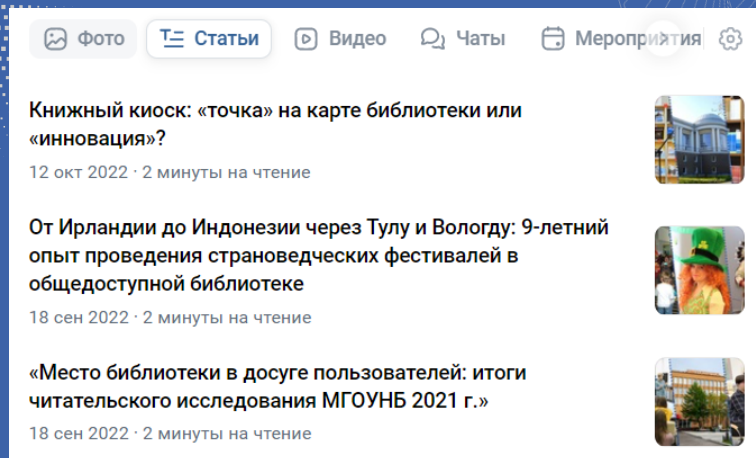 Фото Статьи Видео Чаты Мероприятия
Книжный киоск: «точка» на карте библиотеки или
«инновация»?
12 окт 2022 · 2 минуты на чтение
От Ирландии до Индонезии через Тулу и Вологду: 9-летний
опыт проведения страноведческих фестивалей в
общедоступной библиотеке
18 сен 2022 · 2 минуты на чтение
«Место библиотеки в досуге пользователей: итоги
читательского исследования МГОУНБ 2021 г.»
18 сен 2022 · 2 минуты на чтение